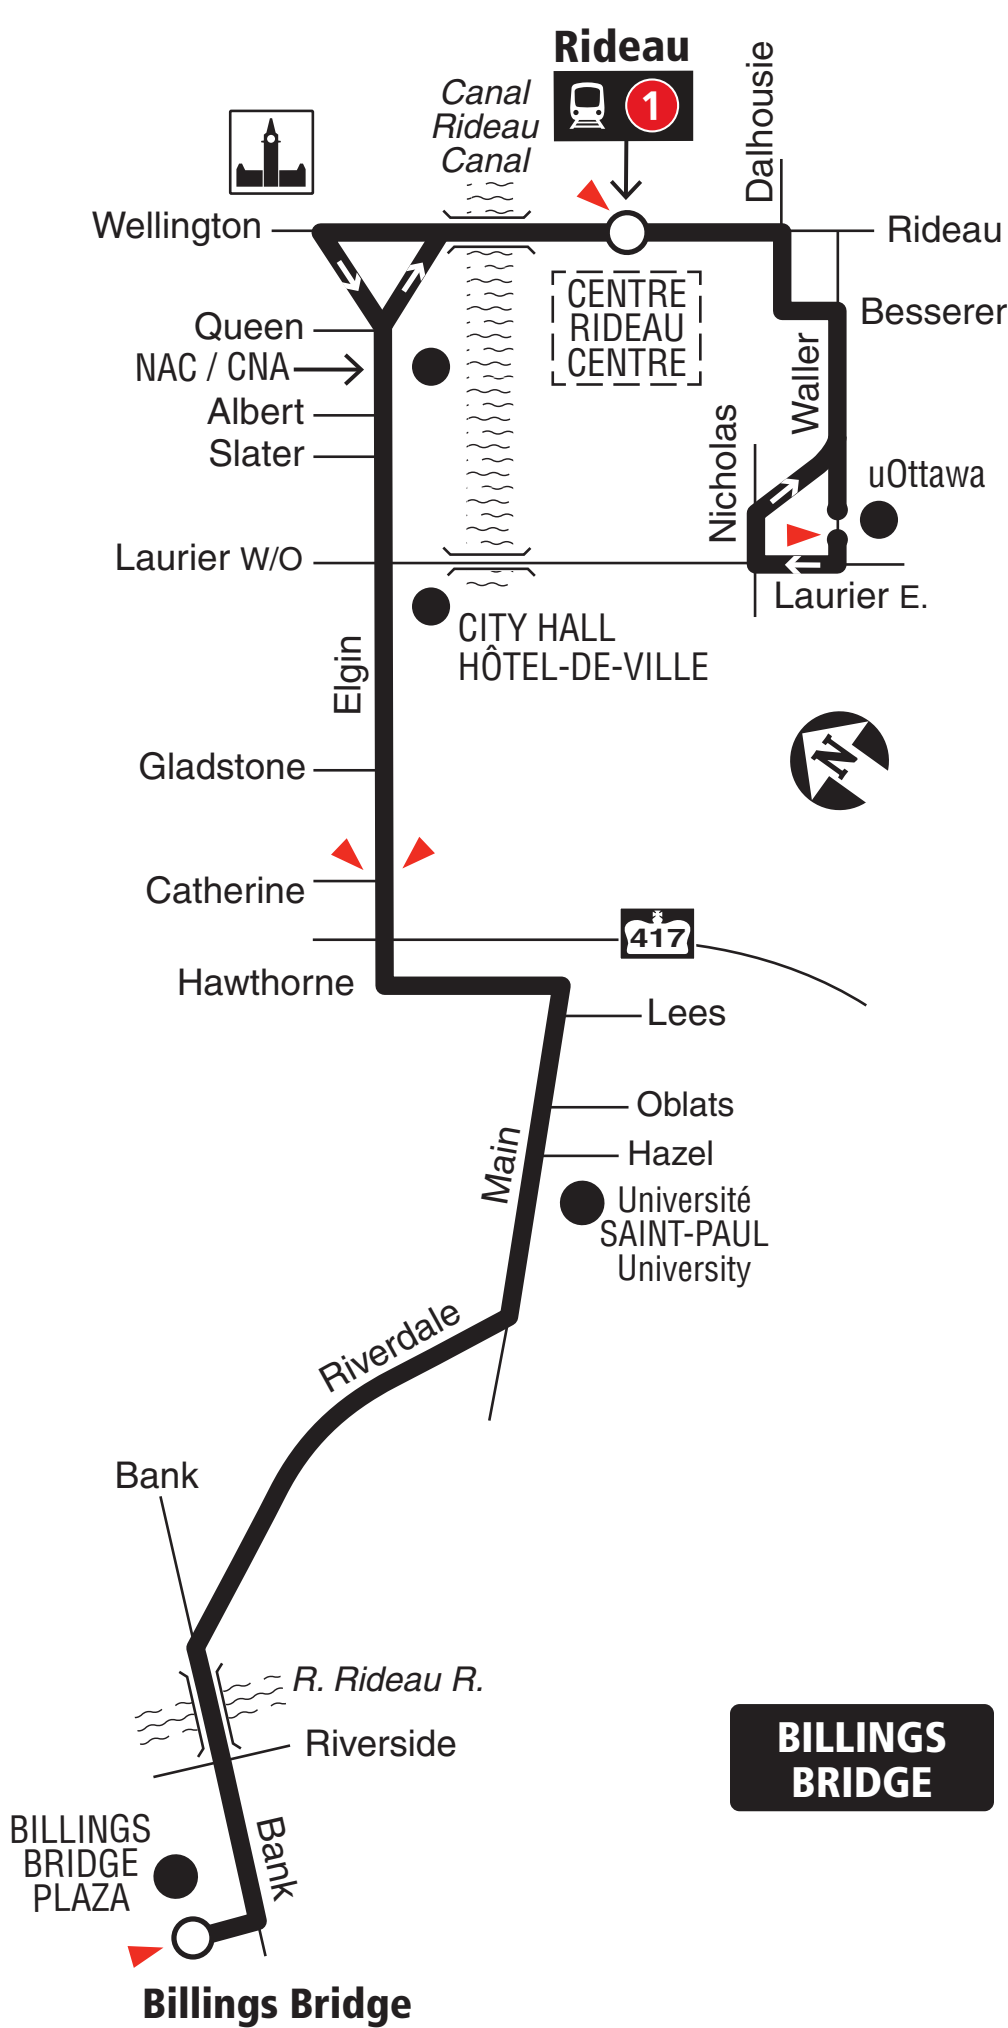 Rideau
1
Canal
Rideau
Canal
Dalhousie
Wellington
Rideau
CENTRE
RIDEAU
CENTRE
Besserer
Queen
NAC / CNA
Waller
Albert
Slater
Nicholas
uOttawa
Laurier W/O
Laurier E.
CITY HALL
HÔTEL-DE-VILLE
Elgin
N
Gladstone
Catherine
417
Hawthorne
Lees
Oblats
Main
Hazel
Université
SAINT-PAUL
University
Riverdale
Bank
R. Rideau R.
Riverside
BILLINGS
BRIDGE
BILLINGS
BRIDGE
PLAZA
Bank
Billings Bridge